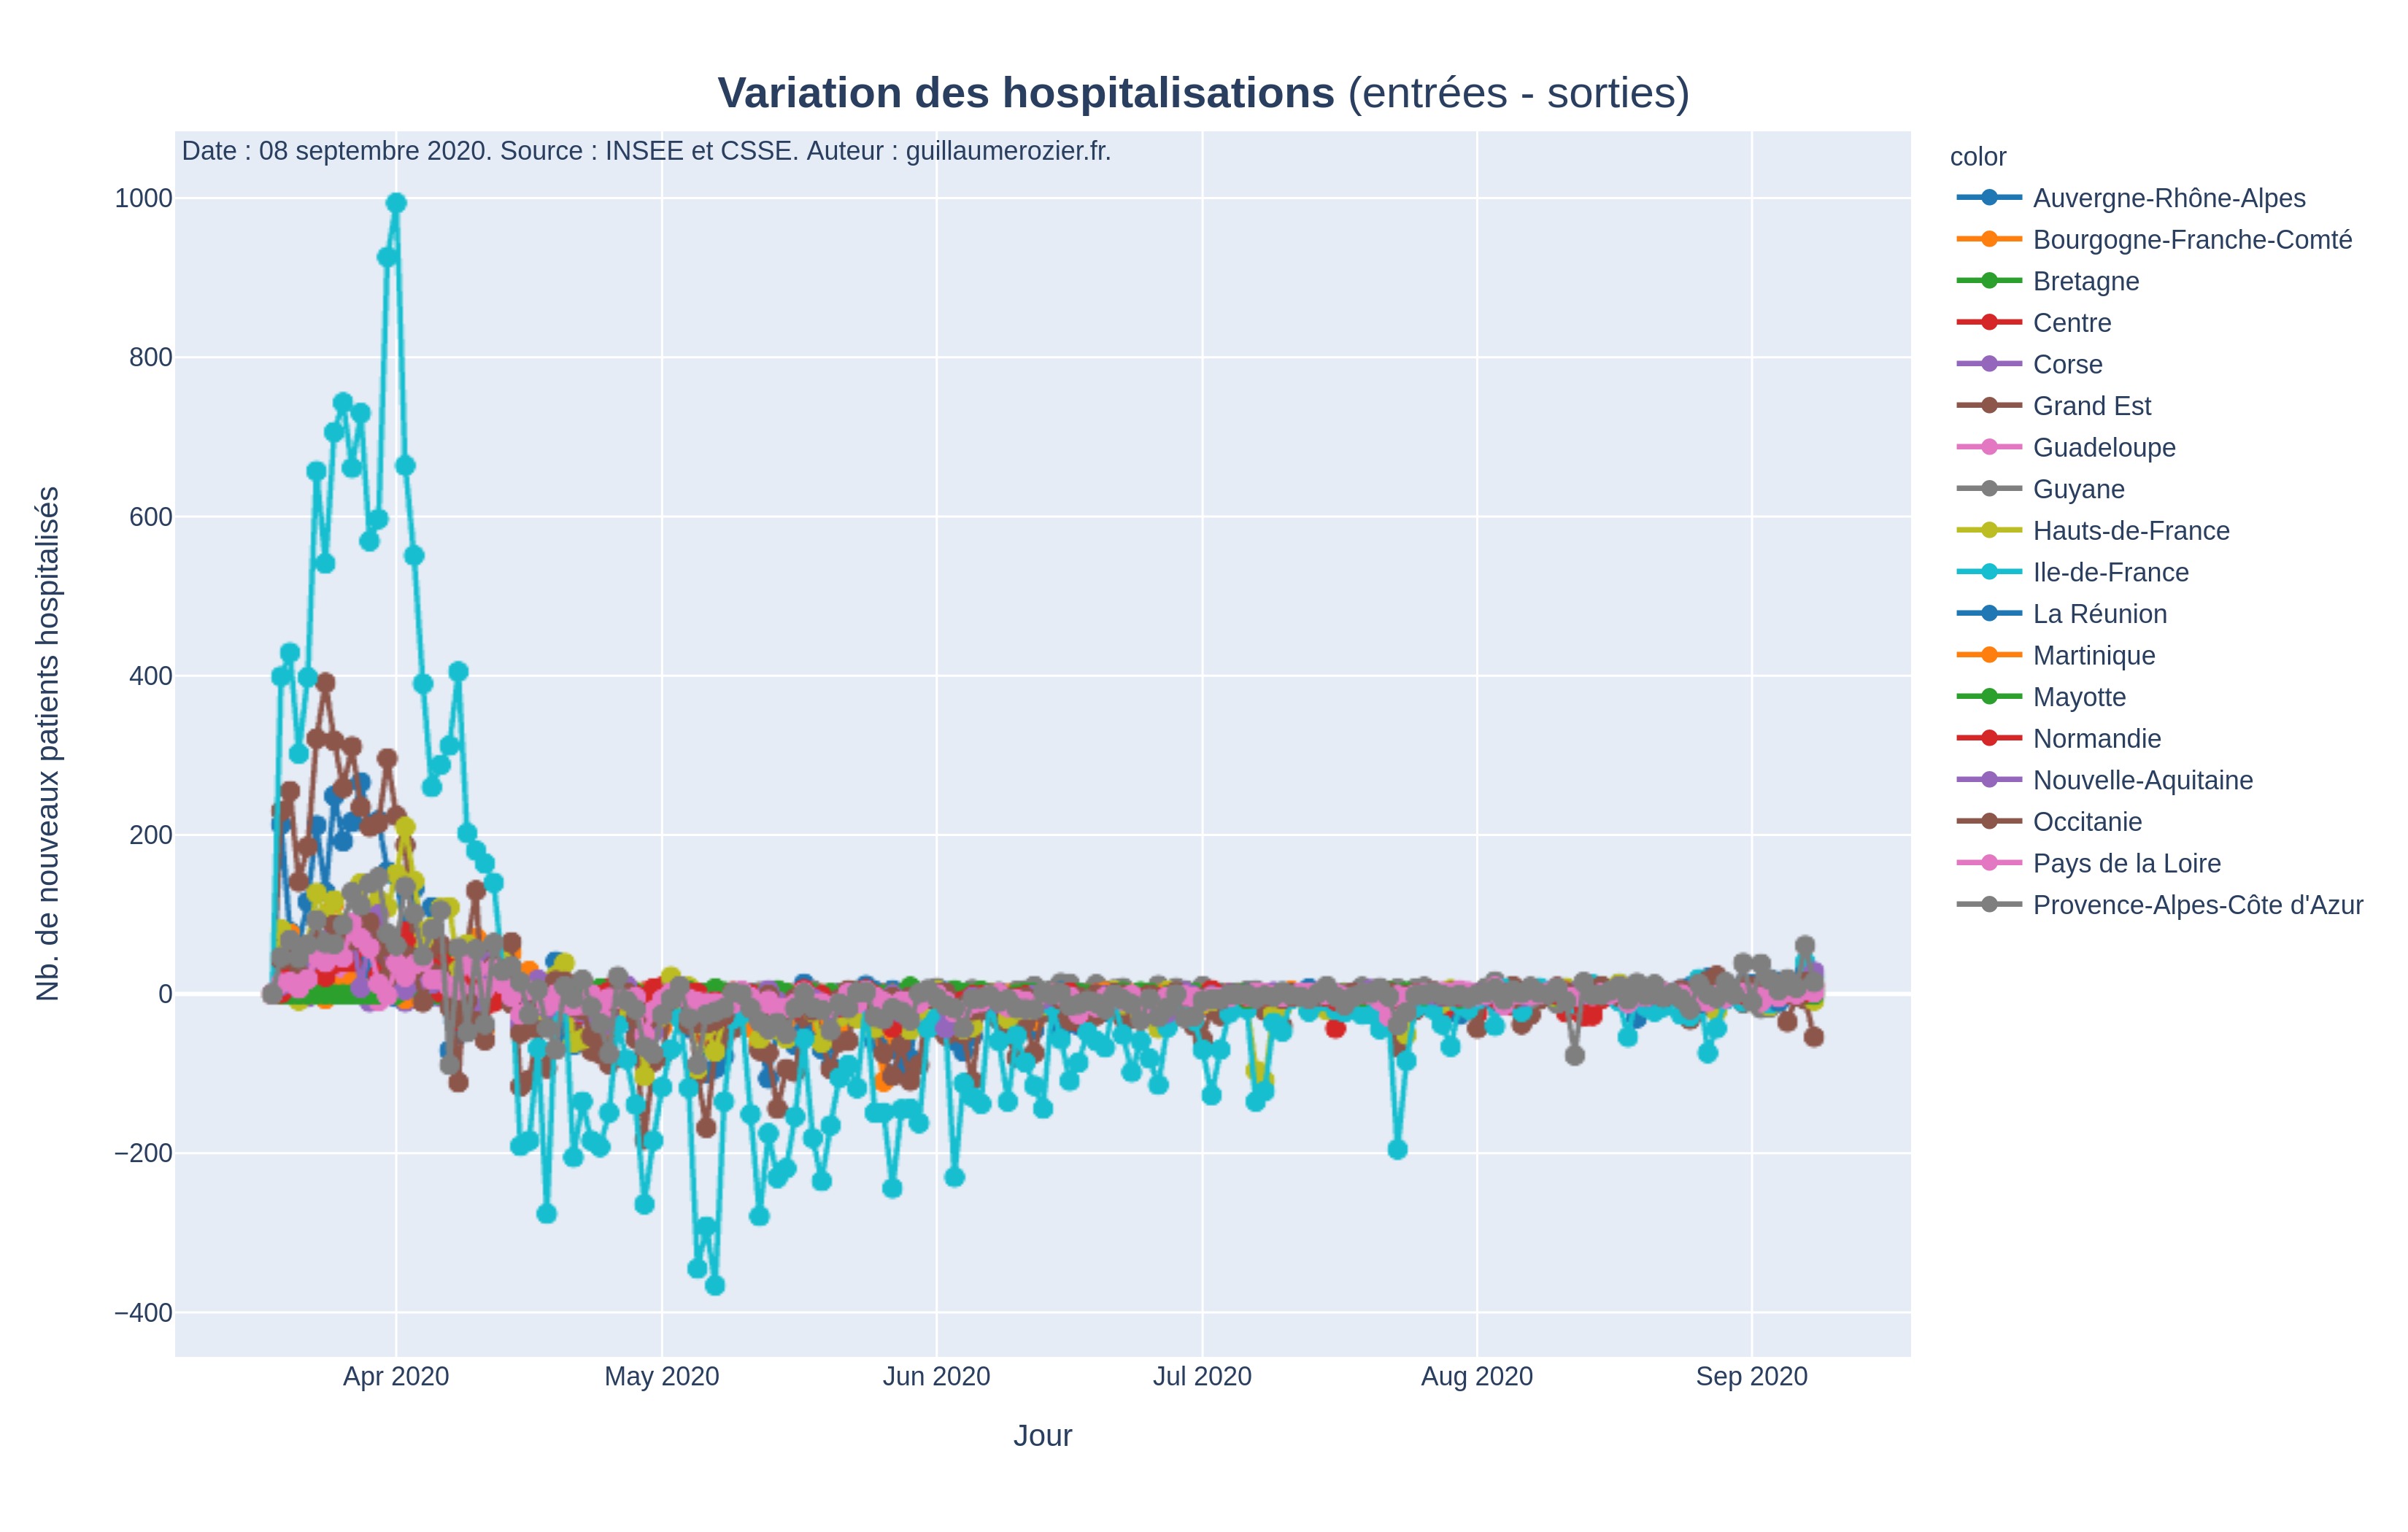 Variation des hospitalisations (entrées - sorties)
Date : 08 septembre 2020. Source : INSEE et CSSE. Auteur : guillaumerozier.fr.
Nb. de nouveaux patients hospitalisés
1000
800
600
400
200
0
−200
−400
Apr 2020
May 2020
Jun 2020
Jul 2020
Aug 2020
Sep 2020
Jour
color
Auvergne-Rhône-Alpes
Bourgogne-Franche-Comté
Bretagne
Centre
Corse
Grand Est
Guadeloupe
Guyane
Hauts-de-France
Ile-de-France
La Réunion
Martinique
Mayotte
Normandie
Nouvelle-Aquitaine
Occitanie
Pays de la Loire
Provence-Alpes-Côte d'Azur